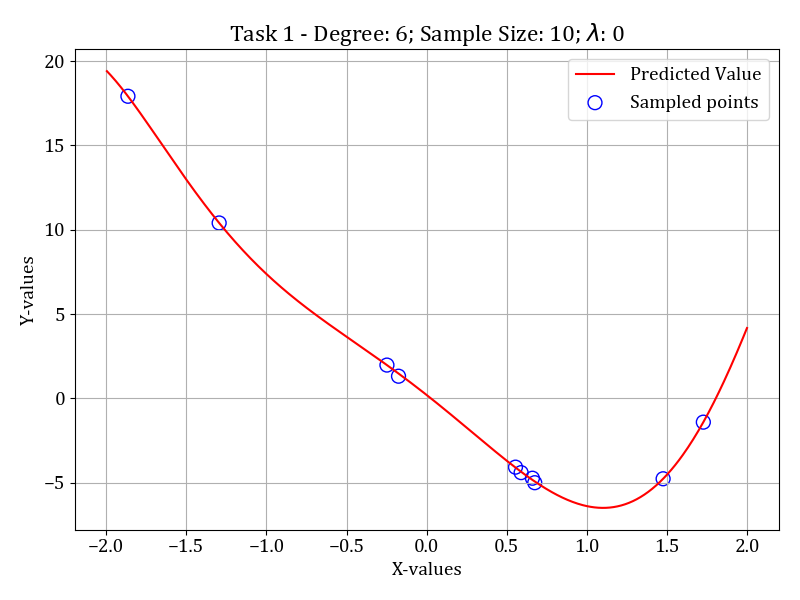 Task 1 - Degree: 6; Sample Size: 10; λ: 0
Predicted Value
Sampled points
Y-values
20
15
10
5
0
−5
−2.0 −1.5 −1.0 −0.5 0.0 0.5 1.0 1.5 2.0
X-values